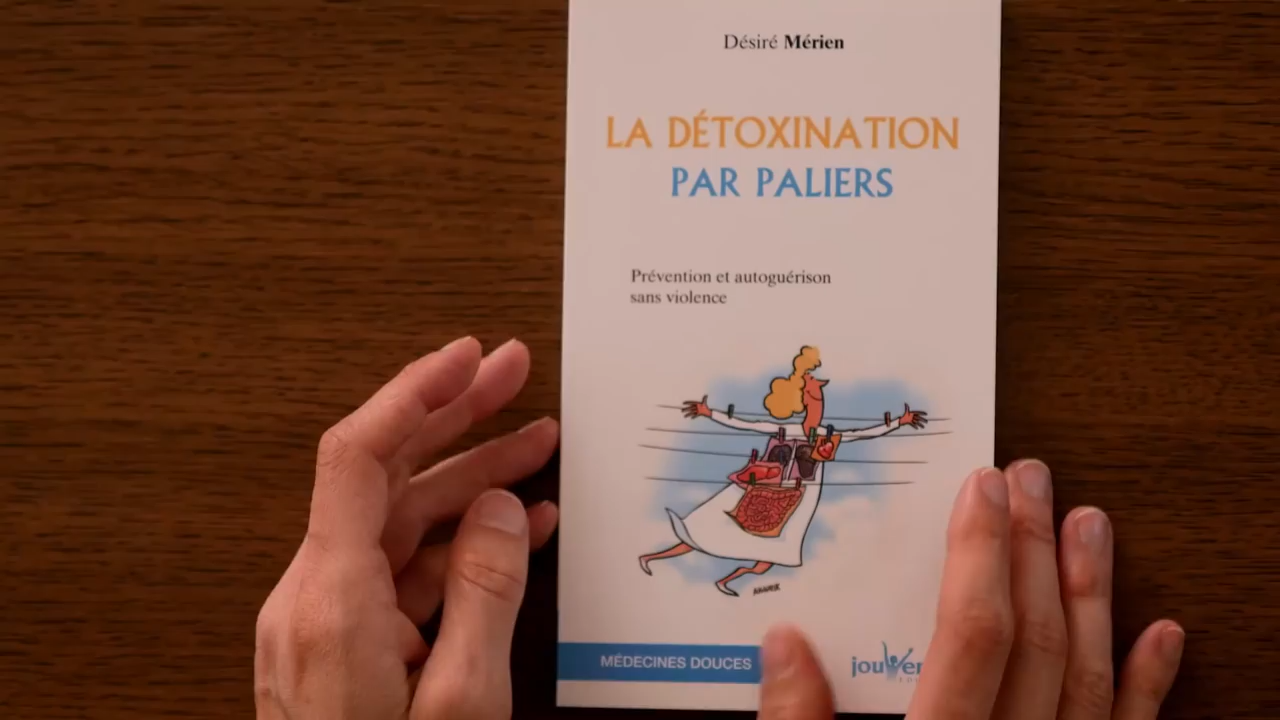 Désiré Mérien
LA DÉTOXINATION
PAR PALIERS
Prévention et autoguérison
sans violence
MÉDECINES DOUCES